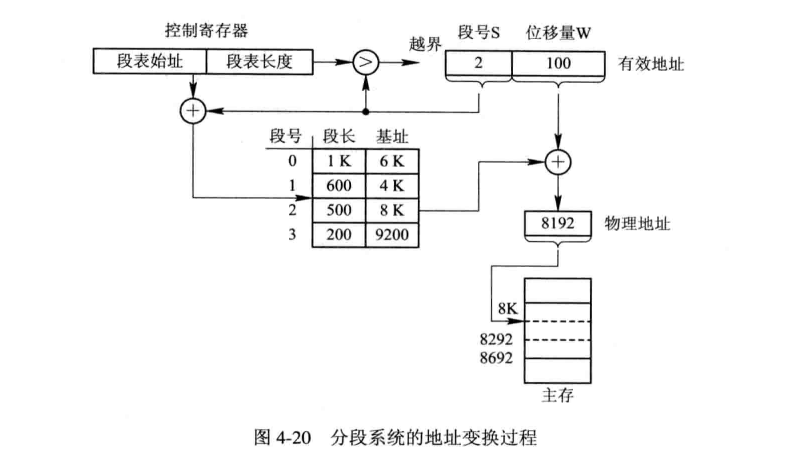 控制寄存器
段表始址 段表长度
>
越界
段号S 位移量W
2 100
有效地址
+
段号 段长 基址
0 1 K 6 K
1 600 4 K
2 500 8 K
3 200 9200
+
8192
物理地址
8K
8292
8692
主存
图 4-20 分段系统的地址变换过程